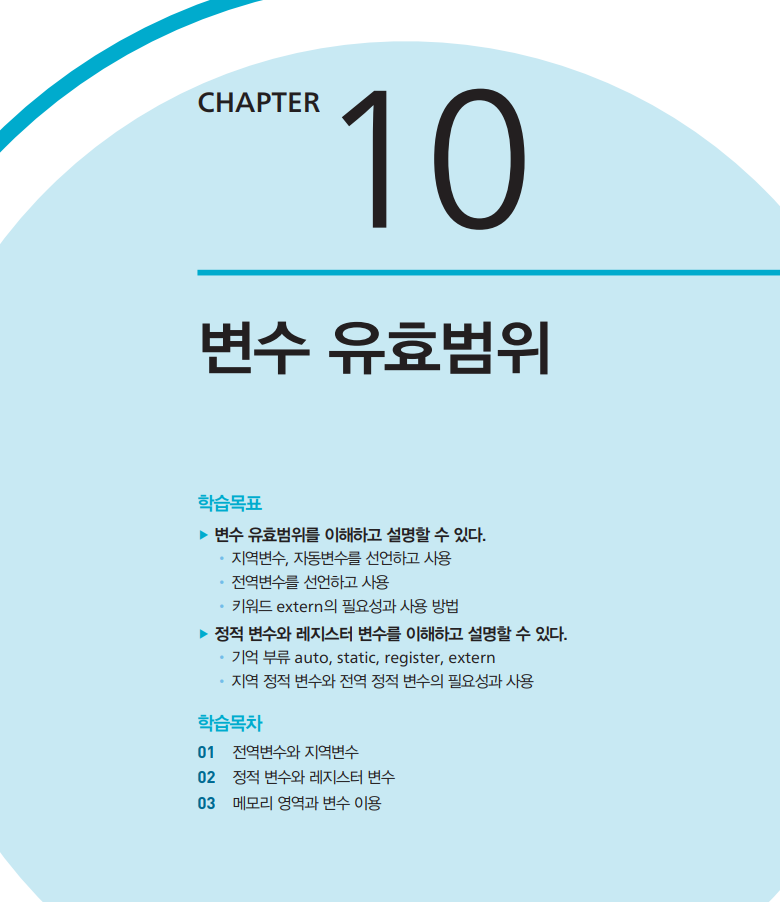 CHAPTER 10
변수 유효범위
학습목표
▶ 변수 유효범위를 이해하고 설명할 수 있다.
• 지역변수, 자동변수를 선언하고 사용
• 전역변수를 선언하고 사용
• 키워드 extern의 필요성과 사용 방법
▶ 정적 변수와 레지스터 변수를 이해하고 설명할 수 있다.
• 기억 부류 auto, static, register, extern
• 지역 정적 변수와 전역 정적 변수의 필요성과 사용
학습목차
01 전역변수와 지역변수
02 정적 변수와 레지스터 변수
03 메모리 영역과 변수 이용